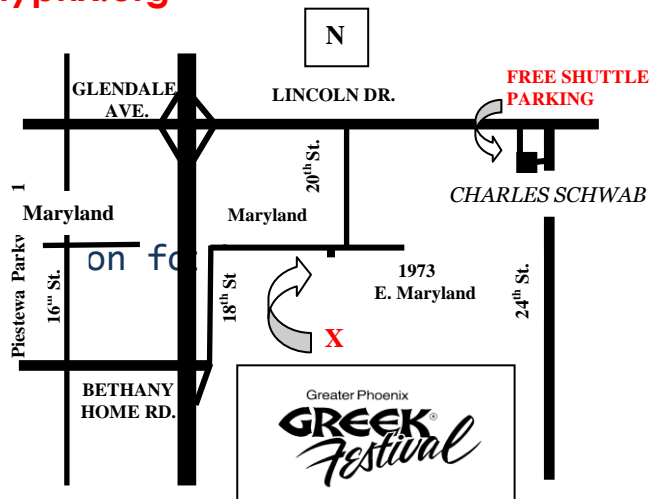 N
GLENDALE
AVE.
LINCOLN DR.
FREE SHUTTLE
PARKING
20th St.
CHARLES SCHWAB
Maryland
Maryland
on
1973
E. Maryland
Piestewa
16th St.
18th St
24th St.
X
BETHANY
HOME RD.
Greater Phoenix
GREEK®
Festival